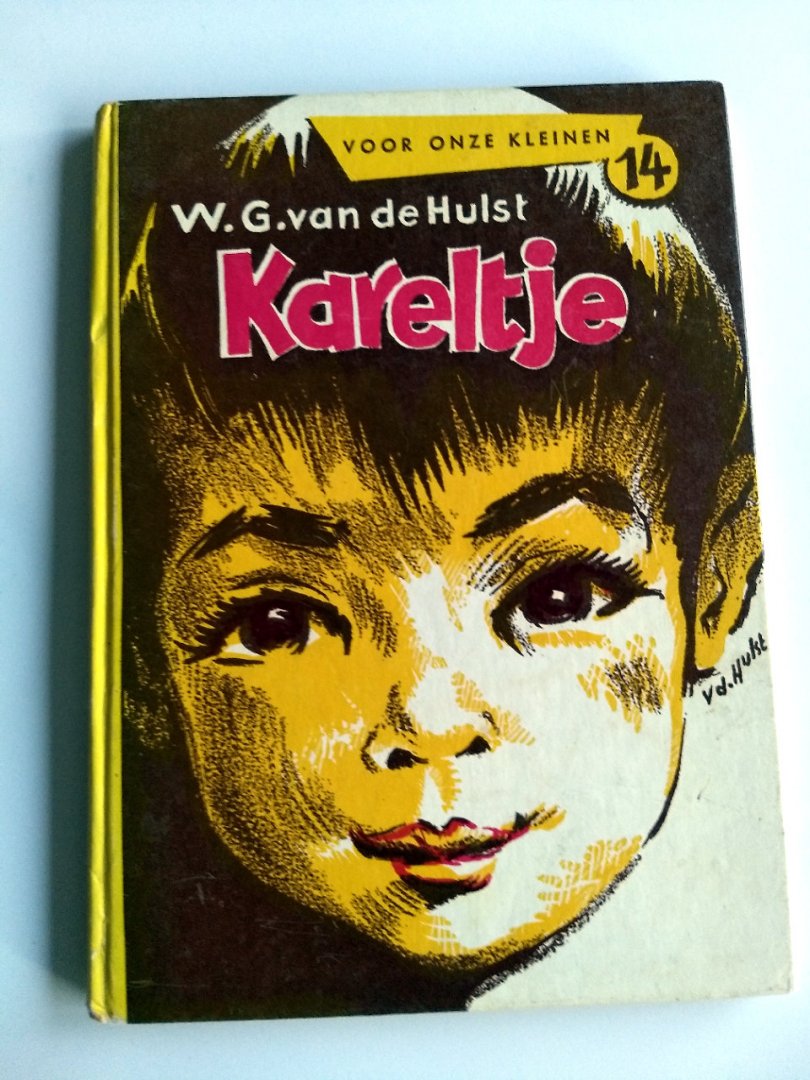 VOOR ONZE KLEINEN
14
W.G.van de Hulst
Kareltje
vd.Hulst